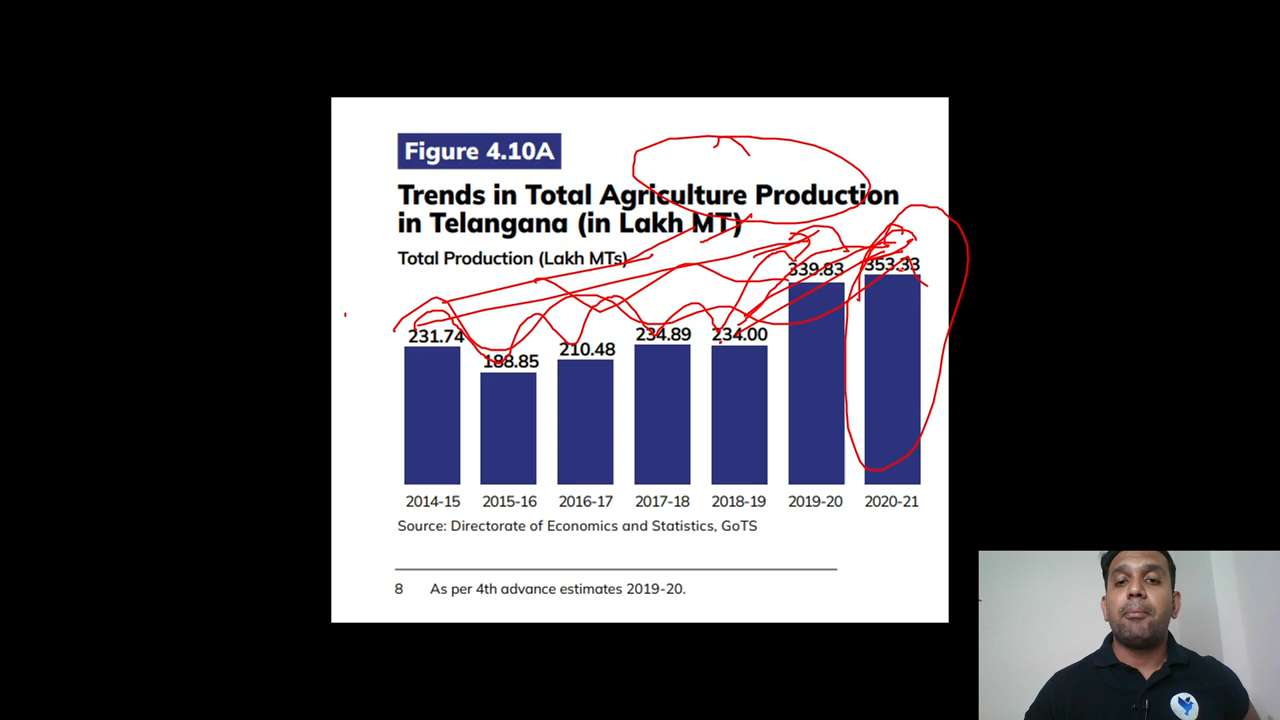 Figure 4.10A
Trends in Total Agriculture Production
in Telangana (in Lakh MT)
Total Production (Lakh MTs)
231.74 188.85 210.48 234.89 234.00 339.83 353.33
2014-15 2015-16 2016-17 2017-18 2018-19 2019-20 2020-21
Source: Directorate of Economics and Statistics, GoTS
8 As per 4th advance estimates 2019-20.